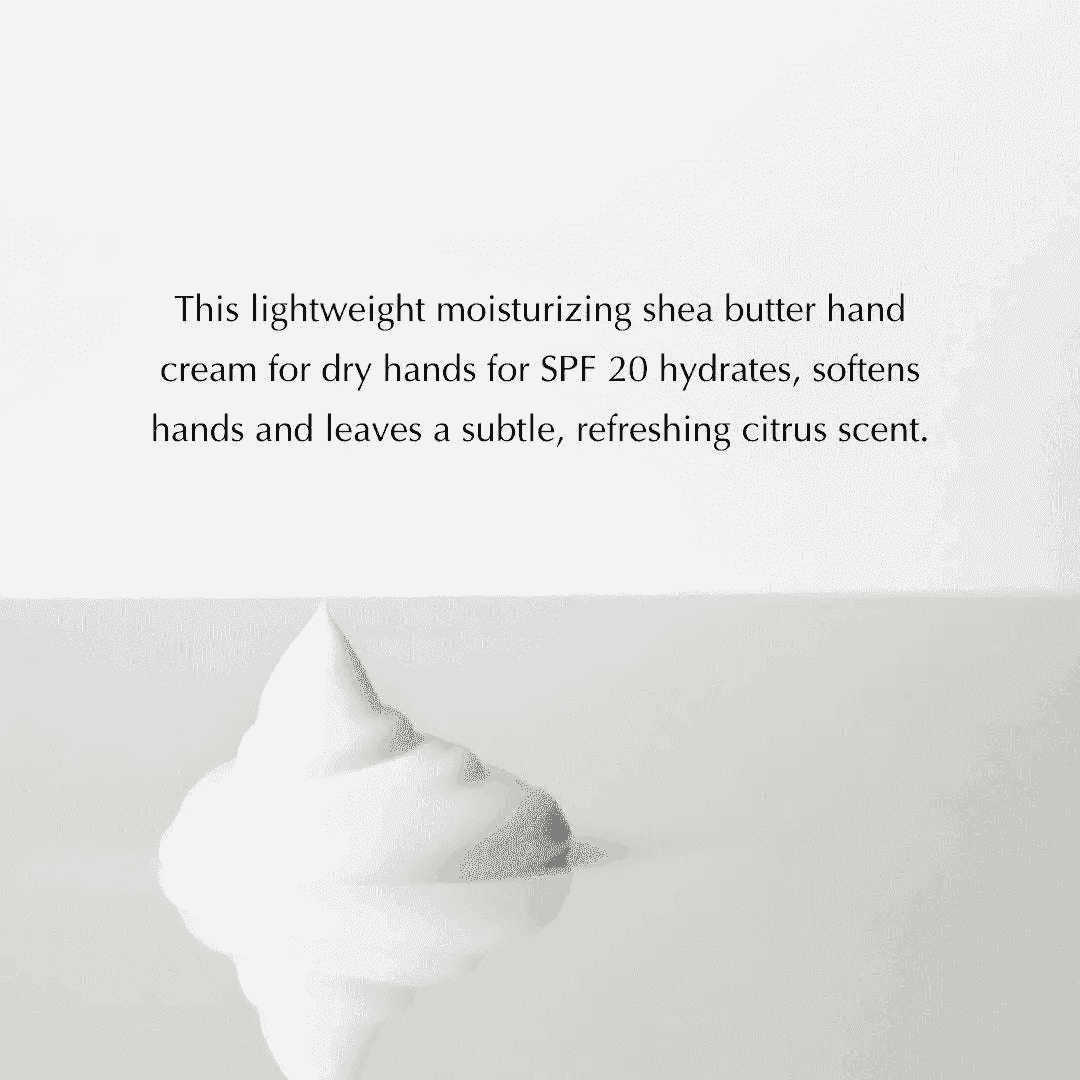 This lightweight moisturizing shea butter hand
cream for dry hands for SPF 20 hydrates, softens
hands and leaves a subtle, refreshing citrus scent.